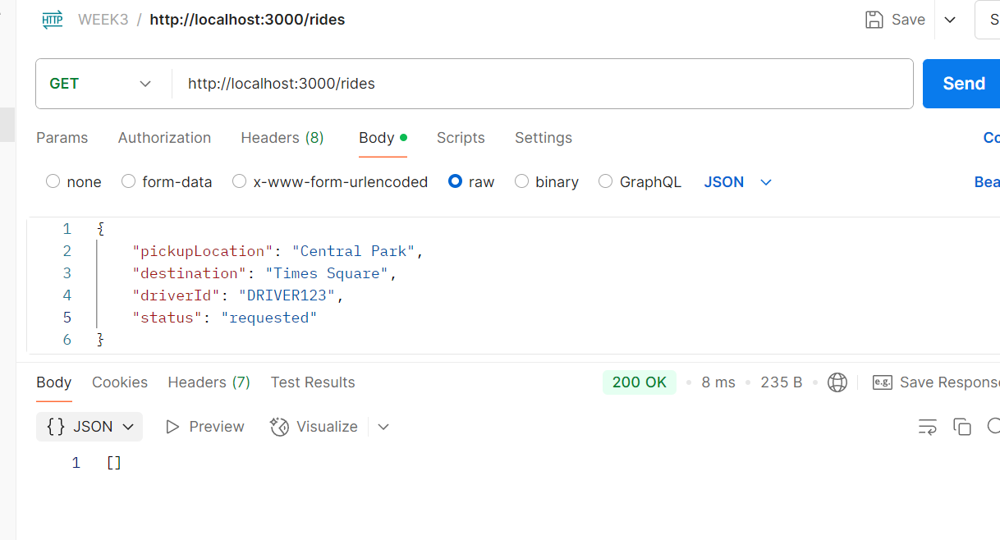 HTTP WEEK3 / http://localhost:3000/rides Save S
GET http://localhost:3000/rides Send
Params Authorization Headers (8) Body Scripts Settings Co
none form-data x-www-form-urlencoded raw binary GraphQL JSON Bea
1 {
2 "pickupLocation": "Central Park",
3 "destination": "Times Square",
4 "driverId": "DRIVER123",
5 "status": "requested"
6 }
Body Cookies Headers (7) Test Results 200 OK 8 ms 235 B e.g. Save Response
{} JSON Preview Visualize
1 []